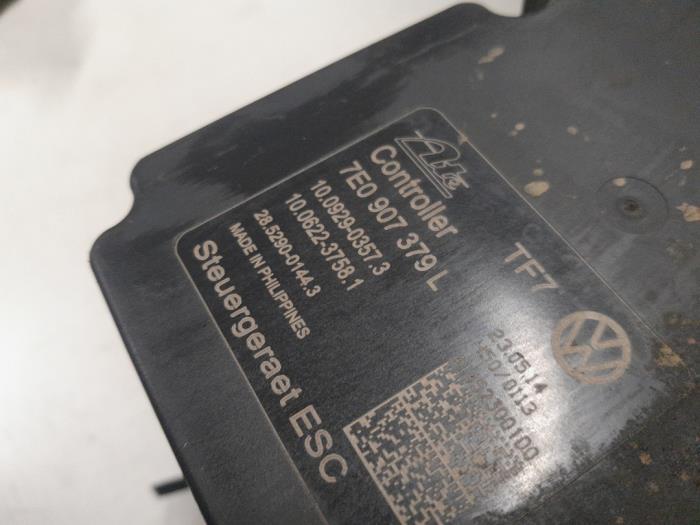 Ate
Controller
7E0 907 379 L
10.0929-0357.3
10.0622-3758.1
28.5290-0144.3
MADE IN PHILIPPINES
Steuergeraet ESC
TF7
23.05.14